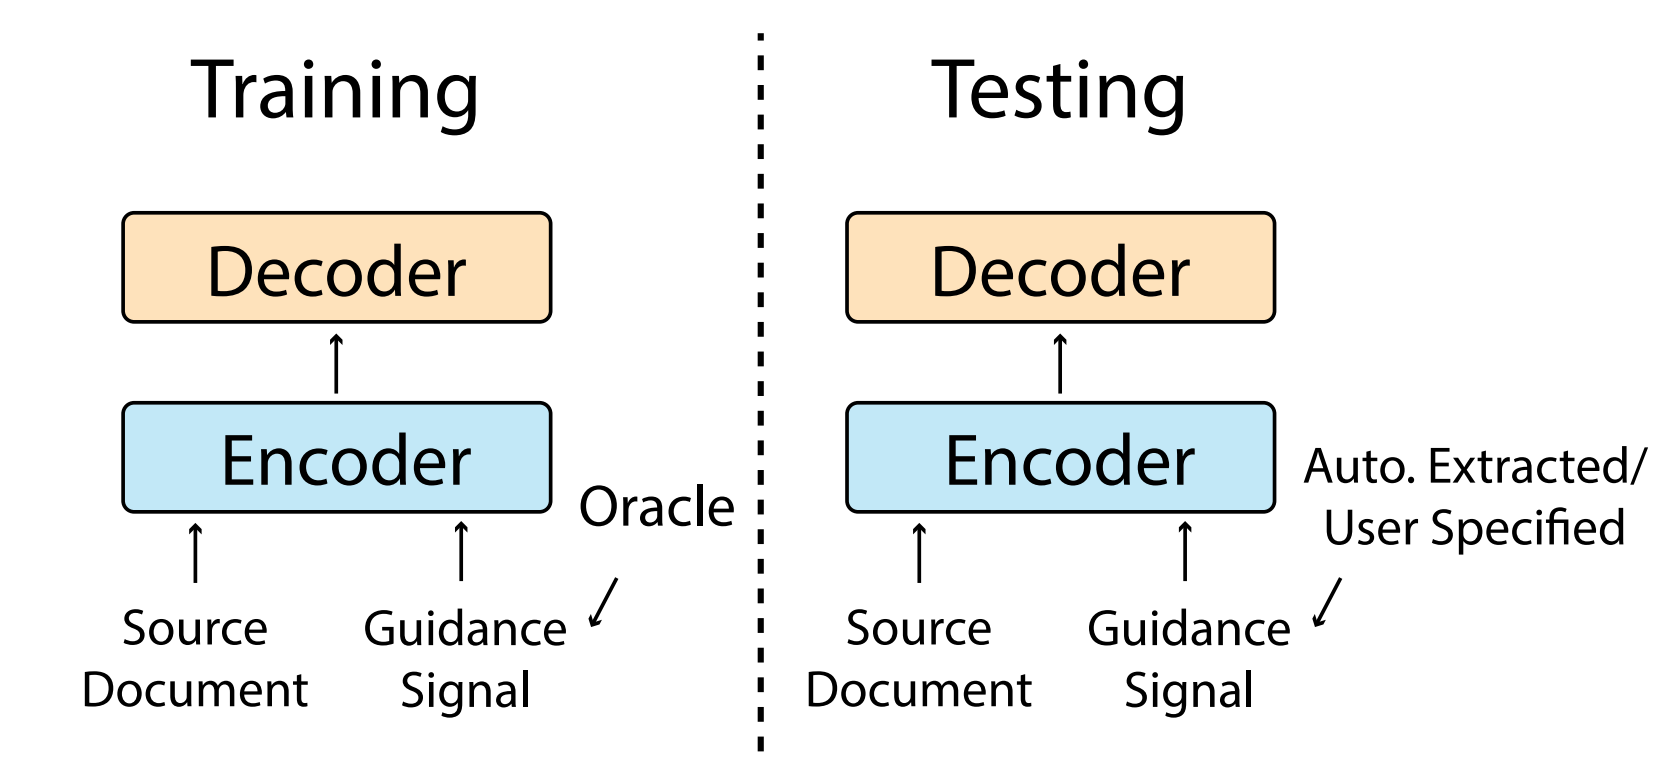 Training
Decoder
Encoder
Oracle
Source
Document
Guidance
Signal
Testing
Decoder
Encoder
Auto. Extracted/
User Specified
Source
Document
Guidance
Signal